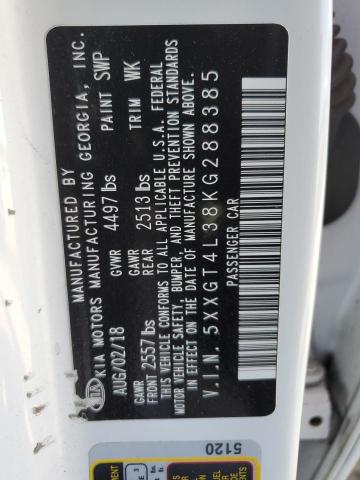 MANUFACTURED BY
KIA MOTORS MANUFACTURING GEORGIA, INC.
AUG/02/18 GVWR 4497 lbs PAINT SWP
GAWR FRONT 2557 lbs GAWR REAR 2513 lbs TRIM WK
THIS VEHICLE CONFORMS TO ALL APPLICABLE U.S.A. FEDERAL
MOTOR VEHICLE SAFETY, BUMPER, AND THEFT PREVENTION STANDARDS
IN EFFECT ON THE DATE OF MANUFACTURE SHOWN ABOVE.
V.I.N. 5XXGT4L38KG288385
PASSENGER CAR
KIA
5120